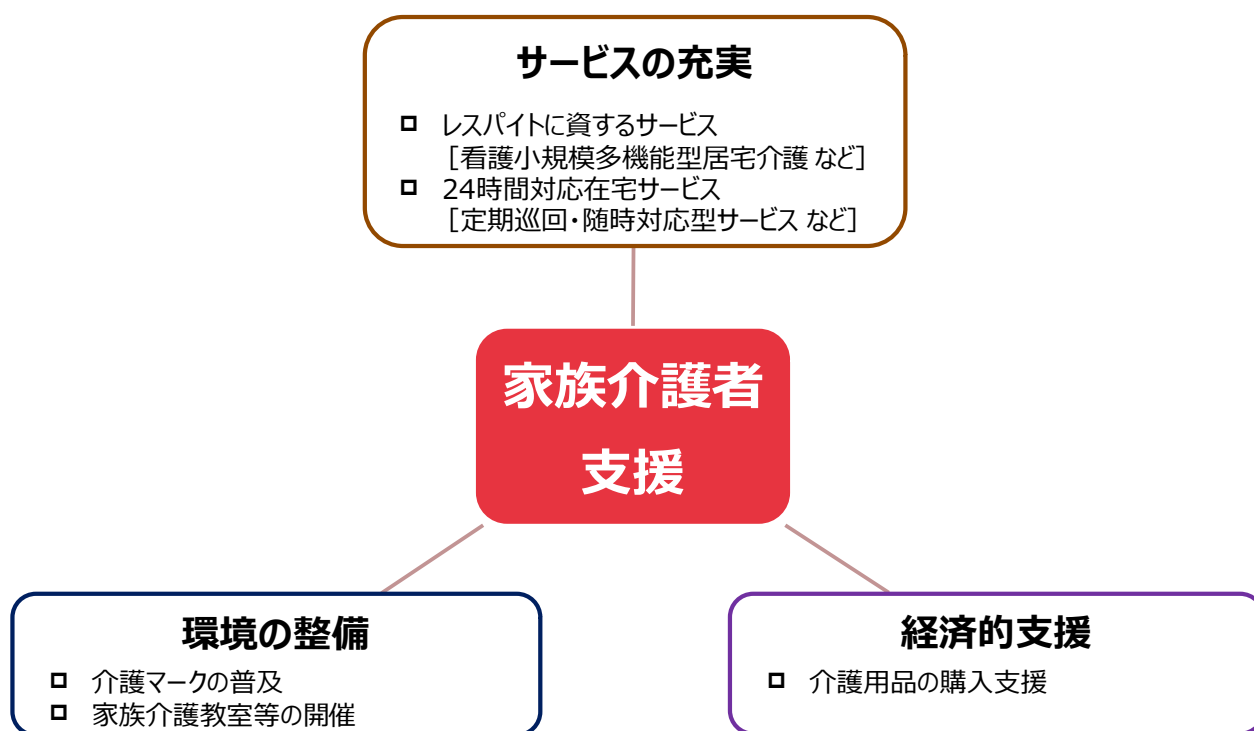 サービスの充実
レスパイトに資するサービス
[看護小規模多機能型居宅介護 など]
24時間対応在宅サービス
[定期巡回・随時対応型サービス など]
家族介護者
支援
環境の整備
介護マークの普及
家族介護教室等の開催
経済的支援
介護用品の購入支援